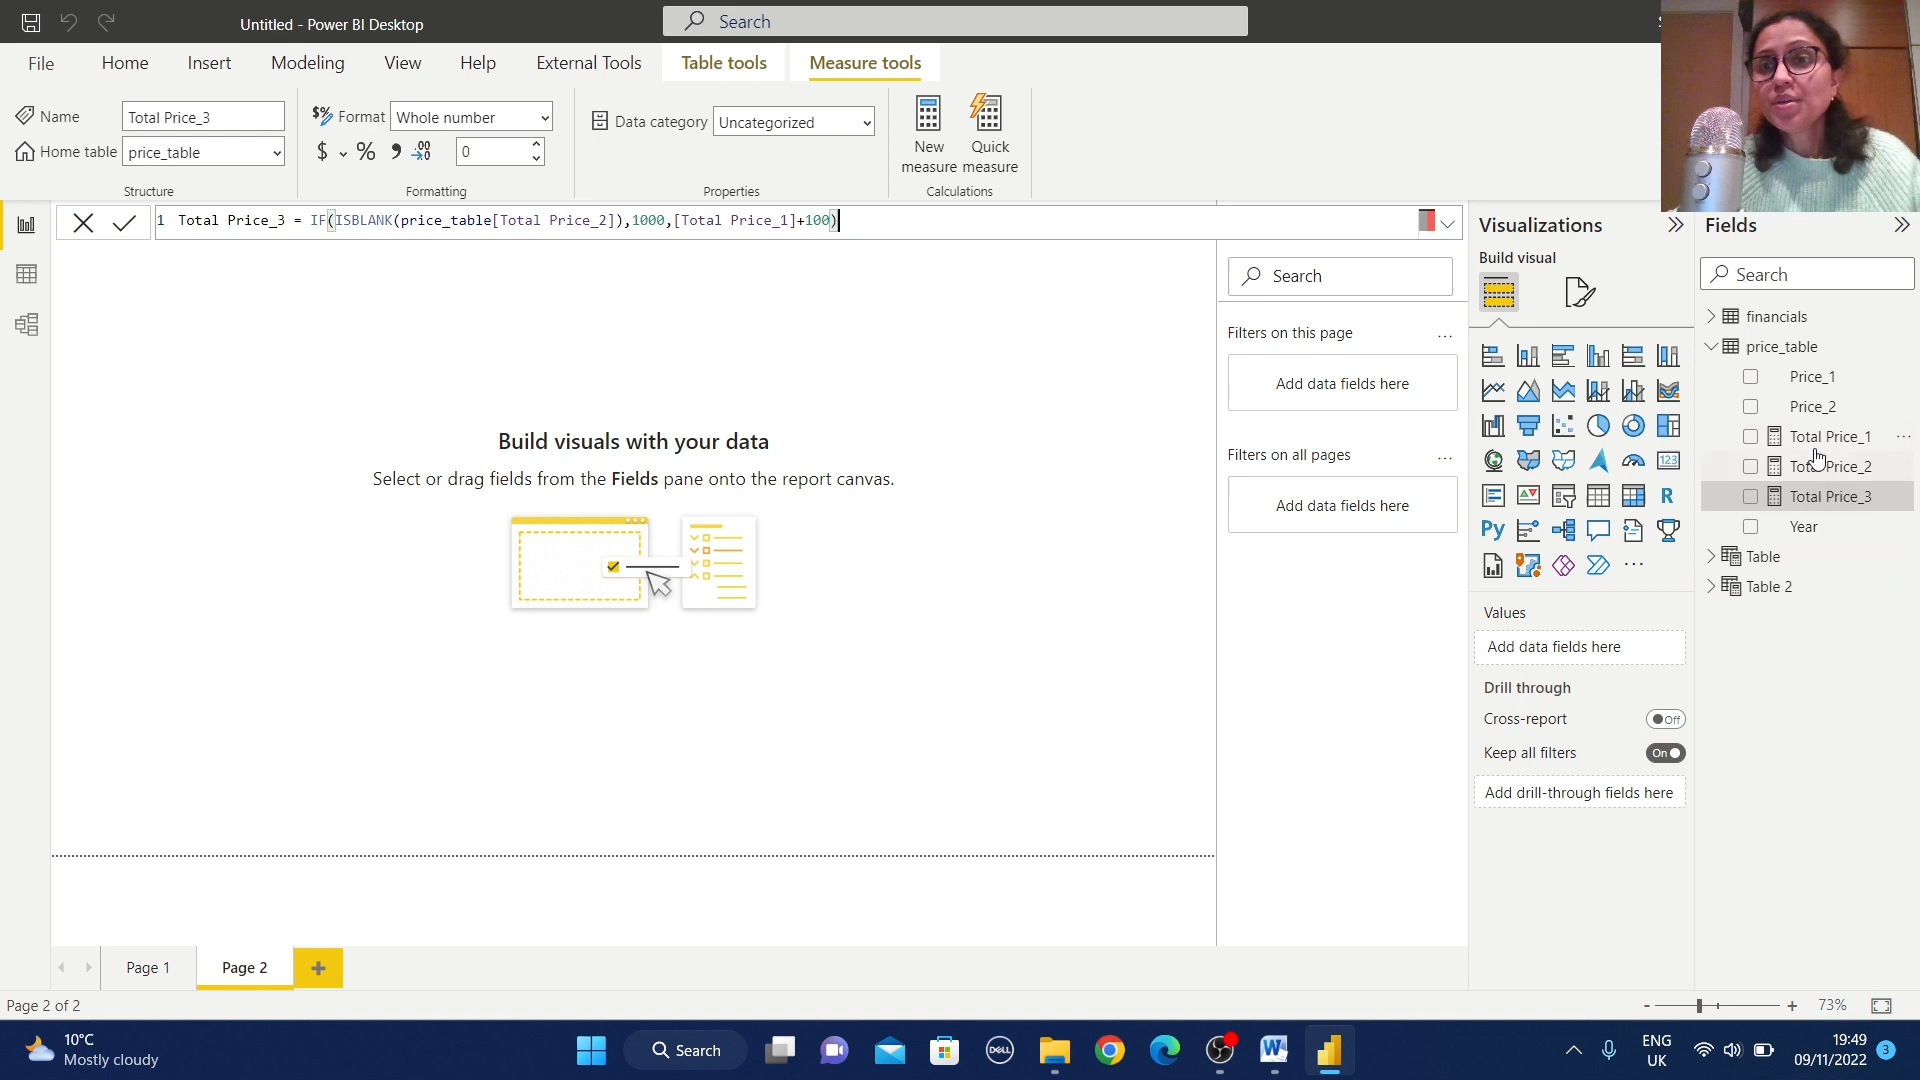 Untitled - Power BI Desktop
Search
File
Home
Insert
Modeling
View
Help
External Tools
Table tools
Measure tools
Name
Total Price_3
Home table
price_table
Structure
$% Format
Whole number
$
%
0
Formatting
Data category
Uncategorized
Properties
New
measure
Quick
measure
Calculations
1 Total Price_3 = IF(ISBLANK(price_table[Total Price_2]),1000,[Total Price_1]+100)
Build visuals with your data
Select or drag fields from the Fields pane onto the report canvas.
Search
Filters on this page
...
Add data fields here
Filters on all pages
...
Add data fields here
Visualizations
Build visual
123
R
Py
...
Values
Add data fields here
Drill through
Cross-report
Off
Keep all filters
On
Add drill-through fields here
Fields
Search
financials
price_table
Price_1
Price_2
Total Price_1
...
Total Price_2
Total Price_3
Year
Table
Table 2
Page 1
Page 2
+
Page 2 of 2
-
+
73%
10°C
Mostly cloudy
Search
DELL
W
ENG
UK
19:49
09/11/2022
3